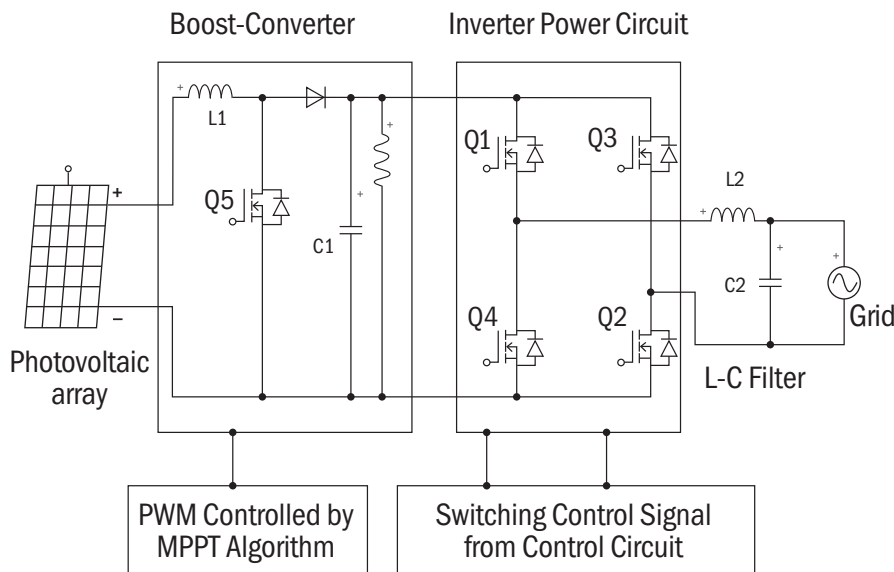 Boost-Converter
Inverter Power Circuit
+
L1
+
+
Q1
Q3
+
Q5
+
C1
L2
+
+
C2
+
Grid
Q4
Q2
−
Photovoltaic
array
L-C Filter
PWM Controlled by
MPPT Algorithm
Switching Control Signal
from Control Circuit